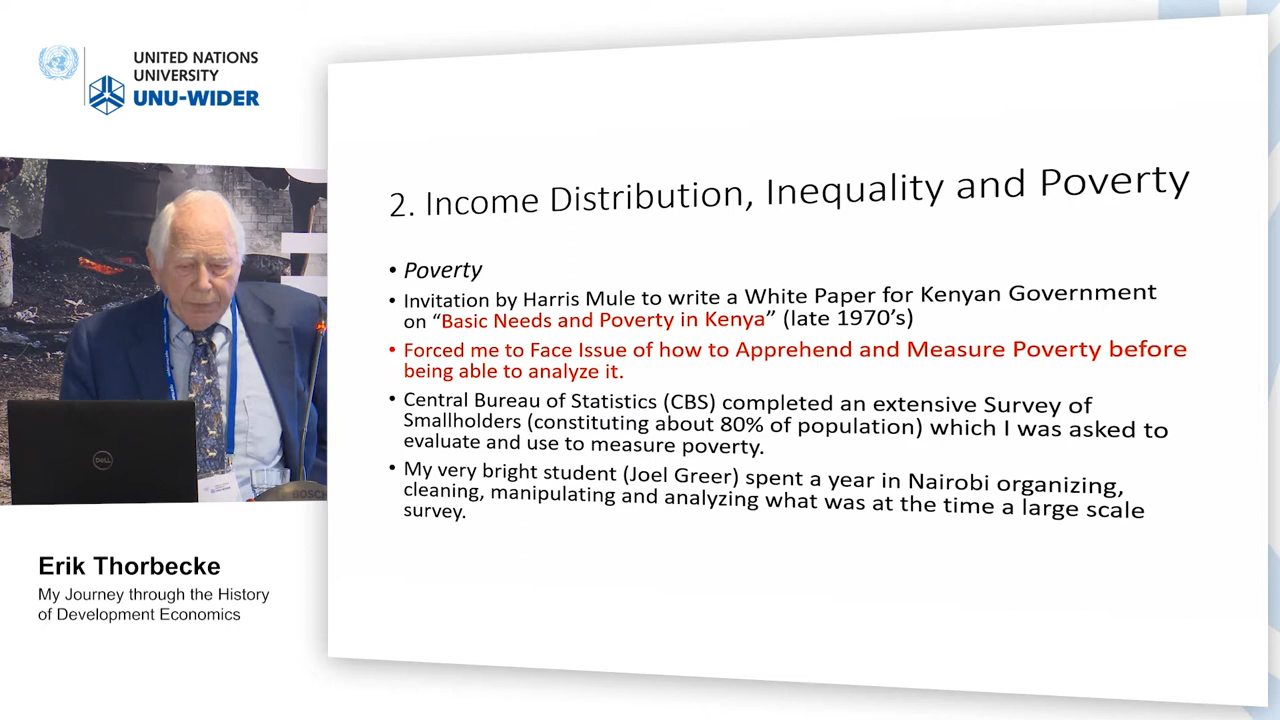 UNITED NATIONS
UNIVERSITY
UNU-WIDER
2. Income Distribution, Inequality and Poverty
• Poverty
• Invitation by Harris Mule to write a White Paper for Kenyan Government
on “Basic Needs and Poverty in Kenya” (late 1970’s)
• Forced me to Face Issue of how to Apprehend and Measure Poverty before
being able to analyze it.
• Central Bureau of Statistics (CBS) completed an extensive Survey of
Smallholders (constituting about 80% of population) which I was asked to
evaluate and use to measure poverty.
• My very bright student (Joel Greer) spent a year in Nairobi organizing,
cleaning, manipulating and analyzing what was at the time a large scale
survey.
DELL
BOSCH
Erik Thorbecke
My Journey through the History
of Development Economics